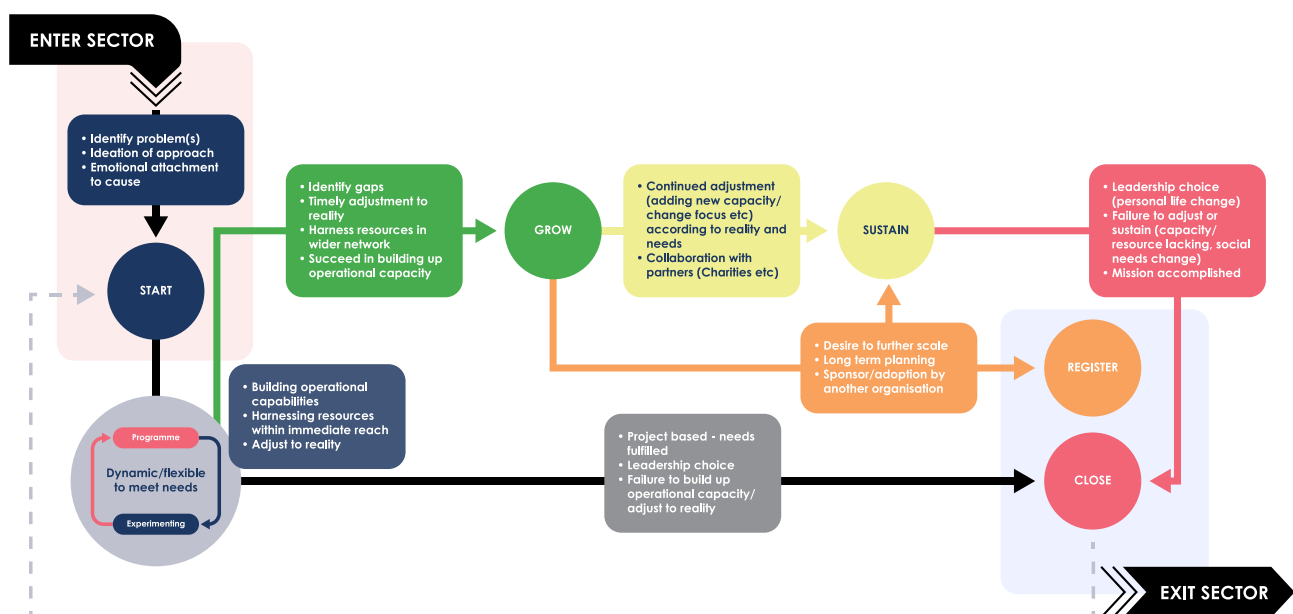 ENTER SECTOR
• Identify problem(s)
• Ideation of approach
• Emotional attachment
to cause
START
• Identify gaps
• Timely adjustment to
reality
• Harness resources in
wider network
• Succeed in building up
operational capacity
GROW
• Continued adjustment
(adding new capacity/
change focus etc)
according to reality and
needs
• Collaboration with
partners (Charities etc)
SUSTAIN
• Leadership choice
(personal life change)
• Failure to adjust or
sustain (capacity/
resource lacking, social
needs change)
• Mission accomplished
• Desire to further scale
• Long term planning
• Sponsor/adoption by
another organisation
REGISTER
• Building operational
capabilities
• Harnessing resources
within immediate reach
• Adjust to reality
Programme
Dynamic/flexible
to meet needs
Experimenting
• Project based - needs
fulfilled
• Leadership choice
• Failure to build up
operational capacity/
adjust to reality
CLOSE
EXIT SECTOR